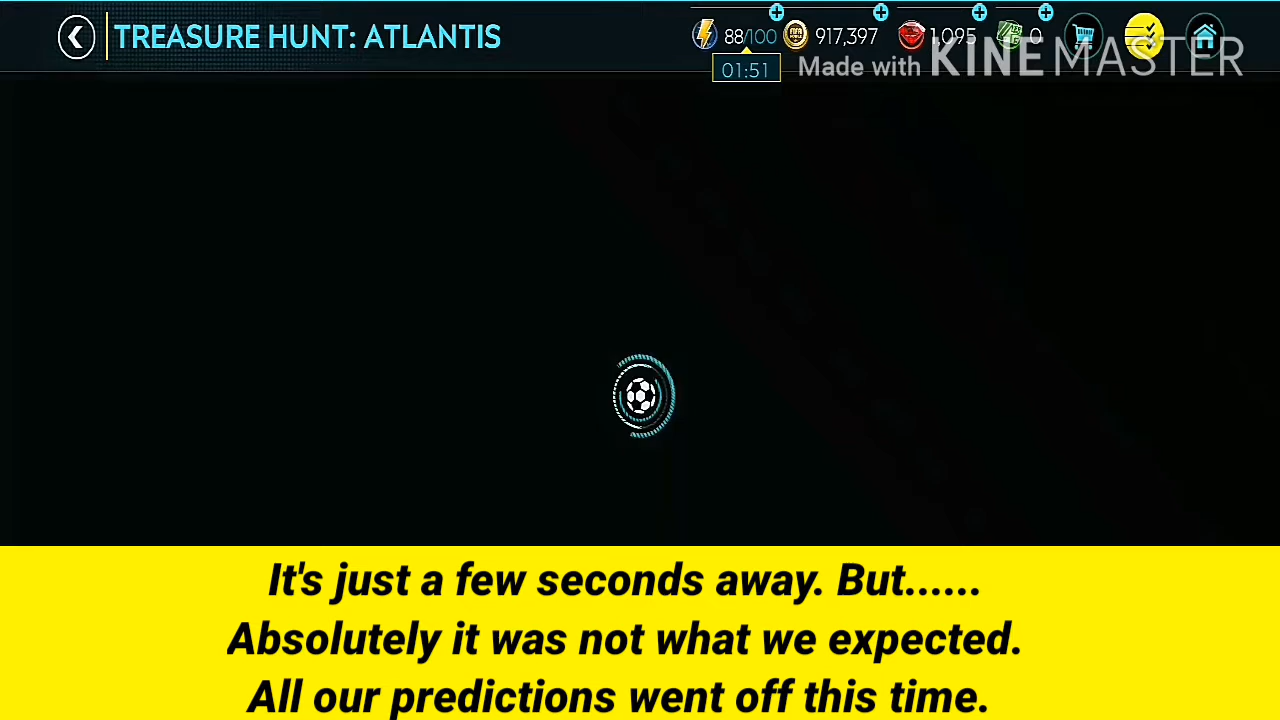 TREASURE HUNT: ATLANTIS
88/100 917,397 1,095 0
01:51
Made with KINEMASTER
It's just a few seconds away. But......
Absolutely it was not what we expected.
All our predictions went off this time.